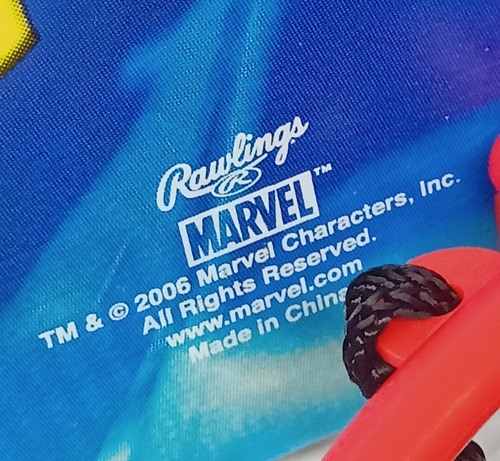 Rawlings
R
MARVEL™
TM & © 2006 Marvel Characters, Inc.
All Rights Reserved.
www.marvel.com
Made in China